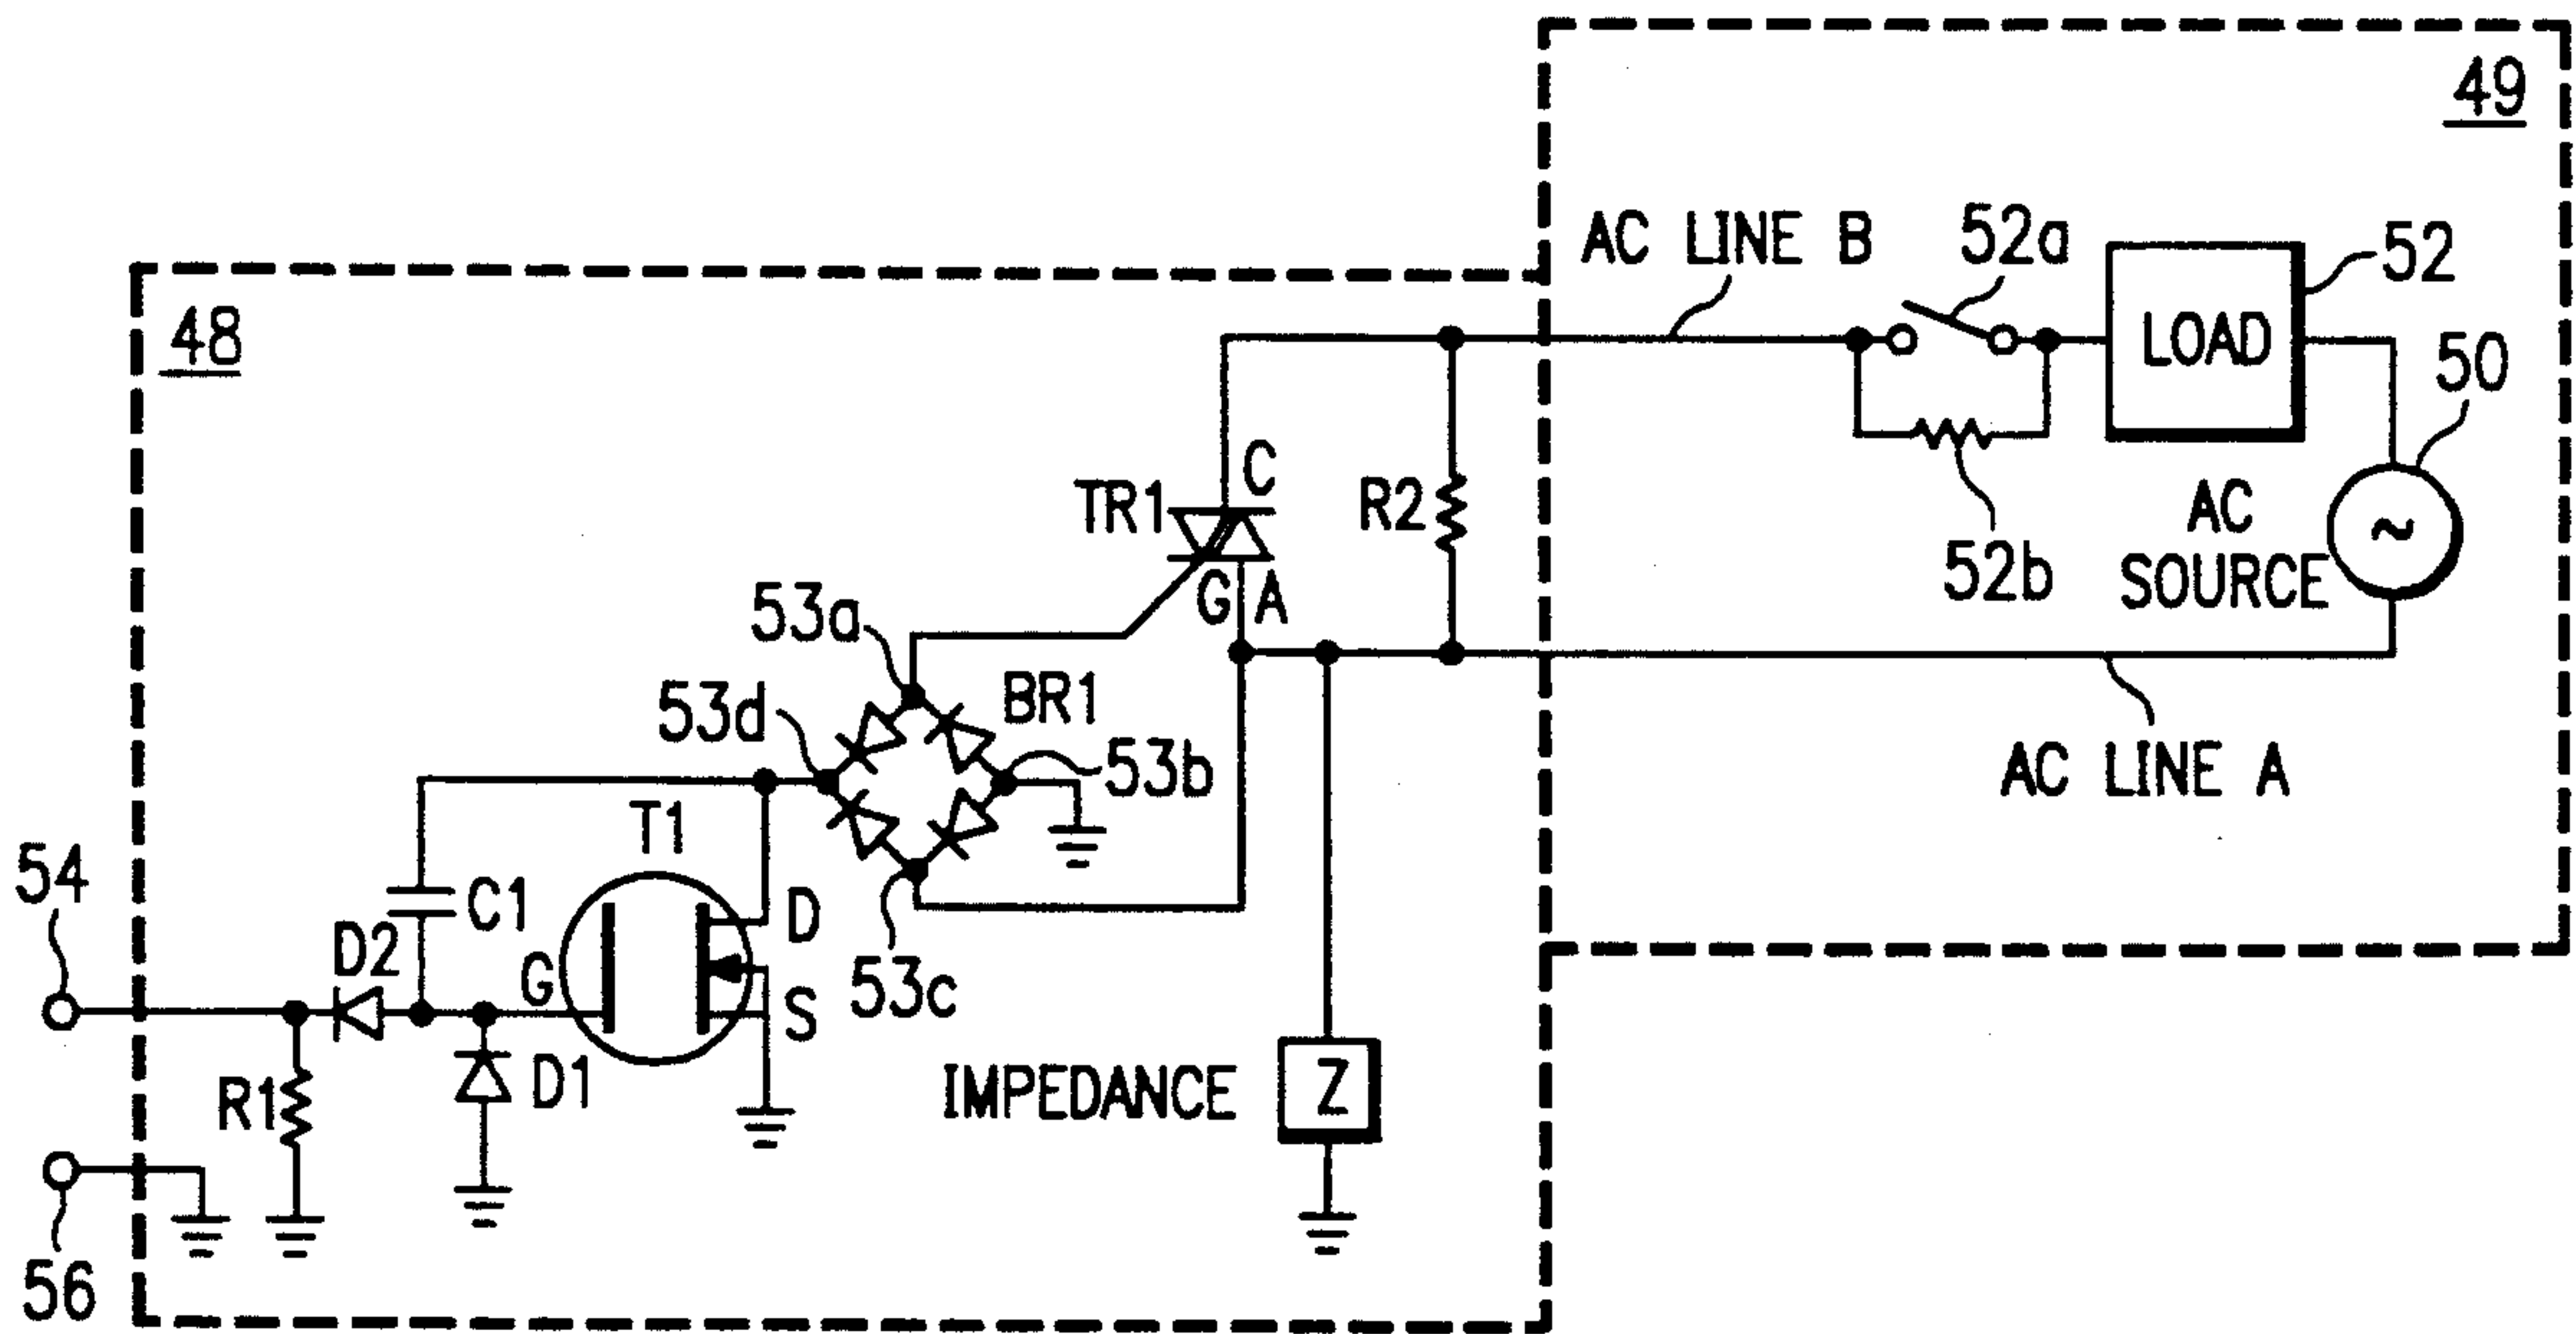 49
AC LINE B
52a
52
48
LOAD
50
C
TR1
R2
AC
SOURCE
52b
G
A
53a
BR1
53d
53b
AC LINE A
T1
54
C1
D
D2
G
53c
S
R1
D1
IMPEDANCE
Z
56
~